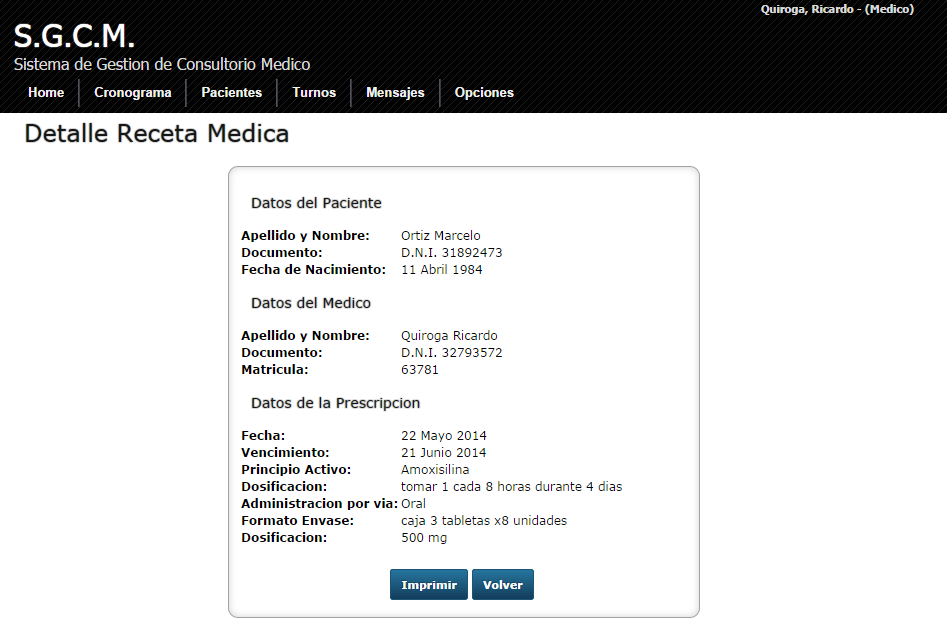 Quiroga, Ricardo - (Medico)
S.G.C.M.
Sistema de Gestion de Consultorio Medico
Home Cronograma Pacientes Turnos Mensajes Opciones
Detalle Receta Medica
Datos del Paciente
Apellido y Nombre: Ortiz Marcelo
Documento: D.N.I. 31892473
Fecha de Nacimiento: 11 Abril 1984
Datos del Medico
Apellido y Nombre: Quiroga Ricardo
Documento: D.N.I. 32793572
Matricula: 63781
Datos de la Prescripcion
Fecha: 22 Mayo 2014
Vencimiento: 21 Junio 2014
Principio Activo: Amoxisilina
Dosificacion: tomar 1 cada 8 horas durante 4 dias
Administracion por via: Oral
Formato Envase: caja 3 tabletas x8 unidades
Dosificacion: 500 mg
Imprimir Volver